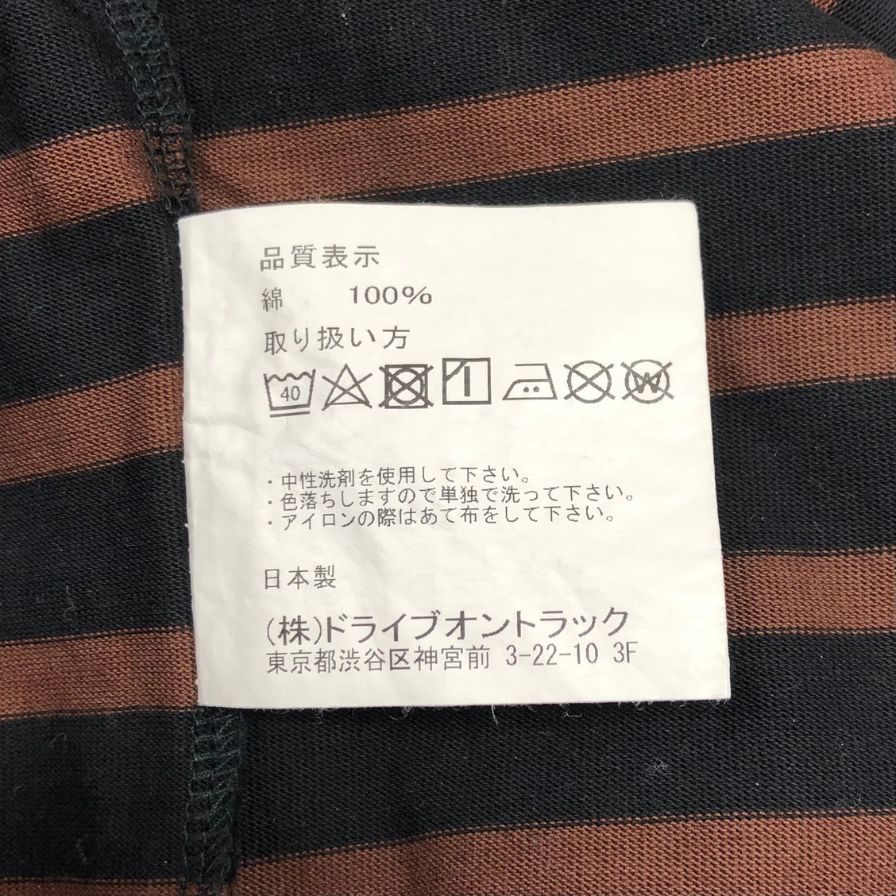 品質表示
綿 100%
取り扱い方
40 W
・中性洗剤を使用して下さい。
・色落ちしますので単独で洗って下さい。
・アイロンの際はあて布をして下さい。
日本製
(株)ドライブオントラック
東京都渋谷区神宮前 3-22-10 3F